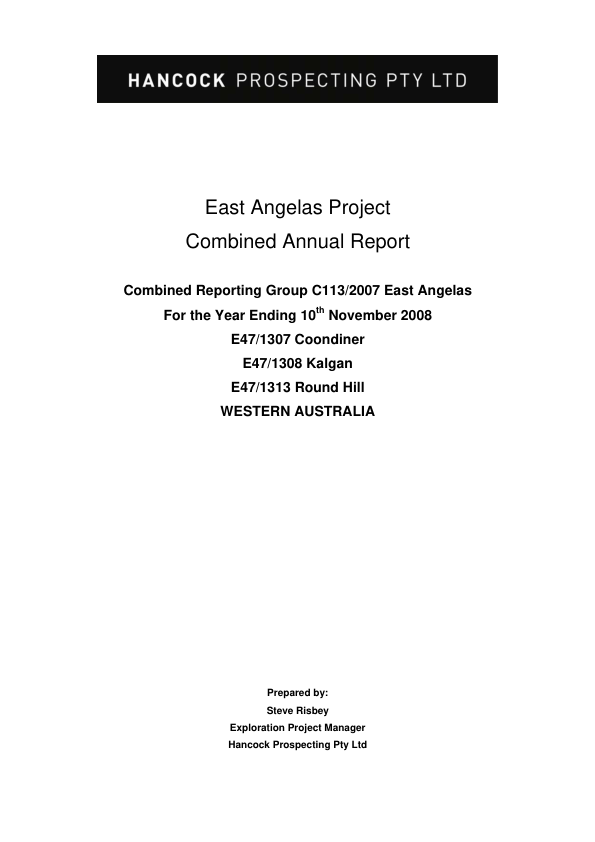 HANCOCK PROSPECTING PTY LTD
East Angelas Project
Combined Annual Report
Combined Reporting Group C113/2007 East Angelas
For the Year Ending 10th November 2008
E47/1307 Coondiner
E47/1308 Kalgan
E47/1313 Round Hill
WESTERN AUSTRALIA
Prepared by:
Steve Risbey
Exploration Project Manager
Hancock Prospecting Pty Ltd